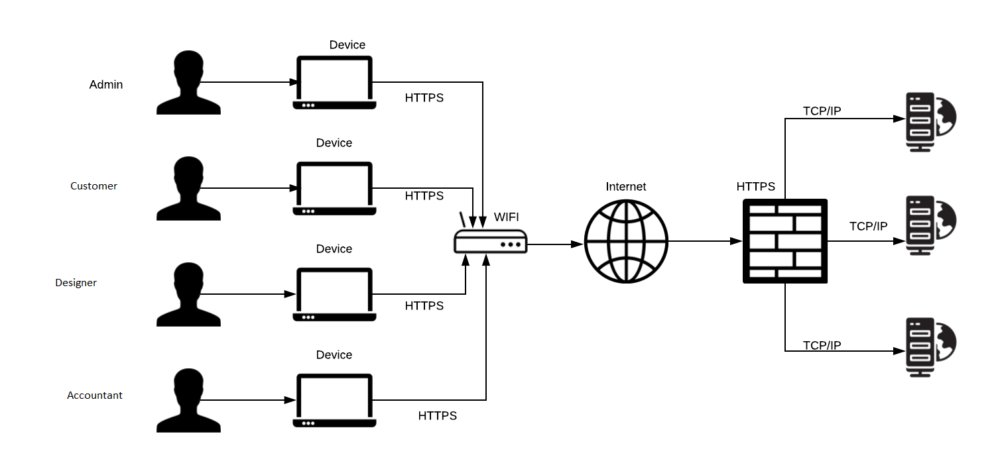 Device
Admin
HTTPS
TCP/IP
Device
Customer
HTTPS
Internet
HTTPS
WIFI
TCP/IP
Device
Designer
HTTPS
TCP/IP
Device
Accountant
HTTPS